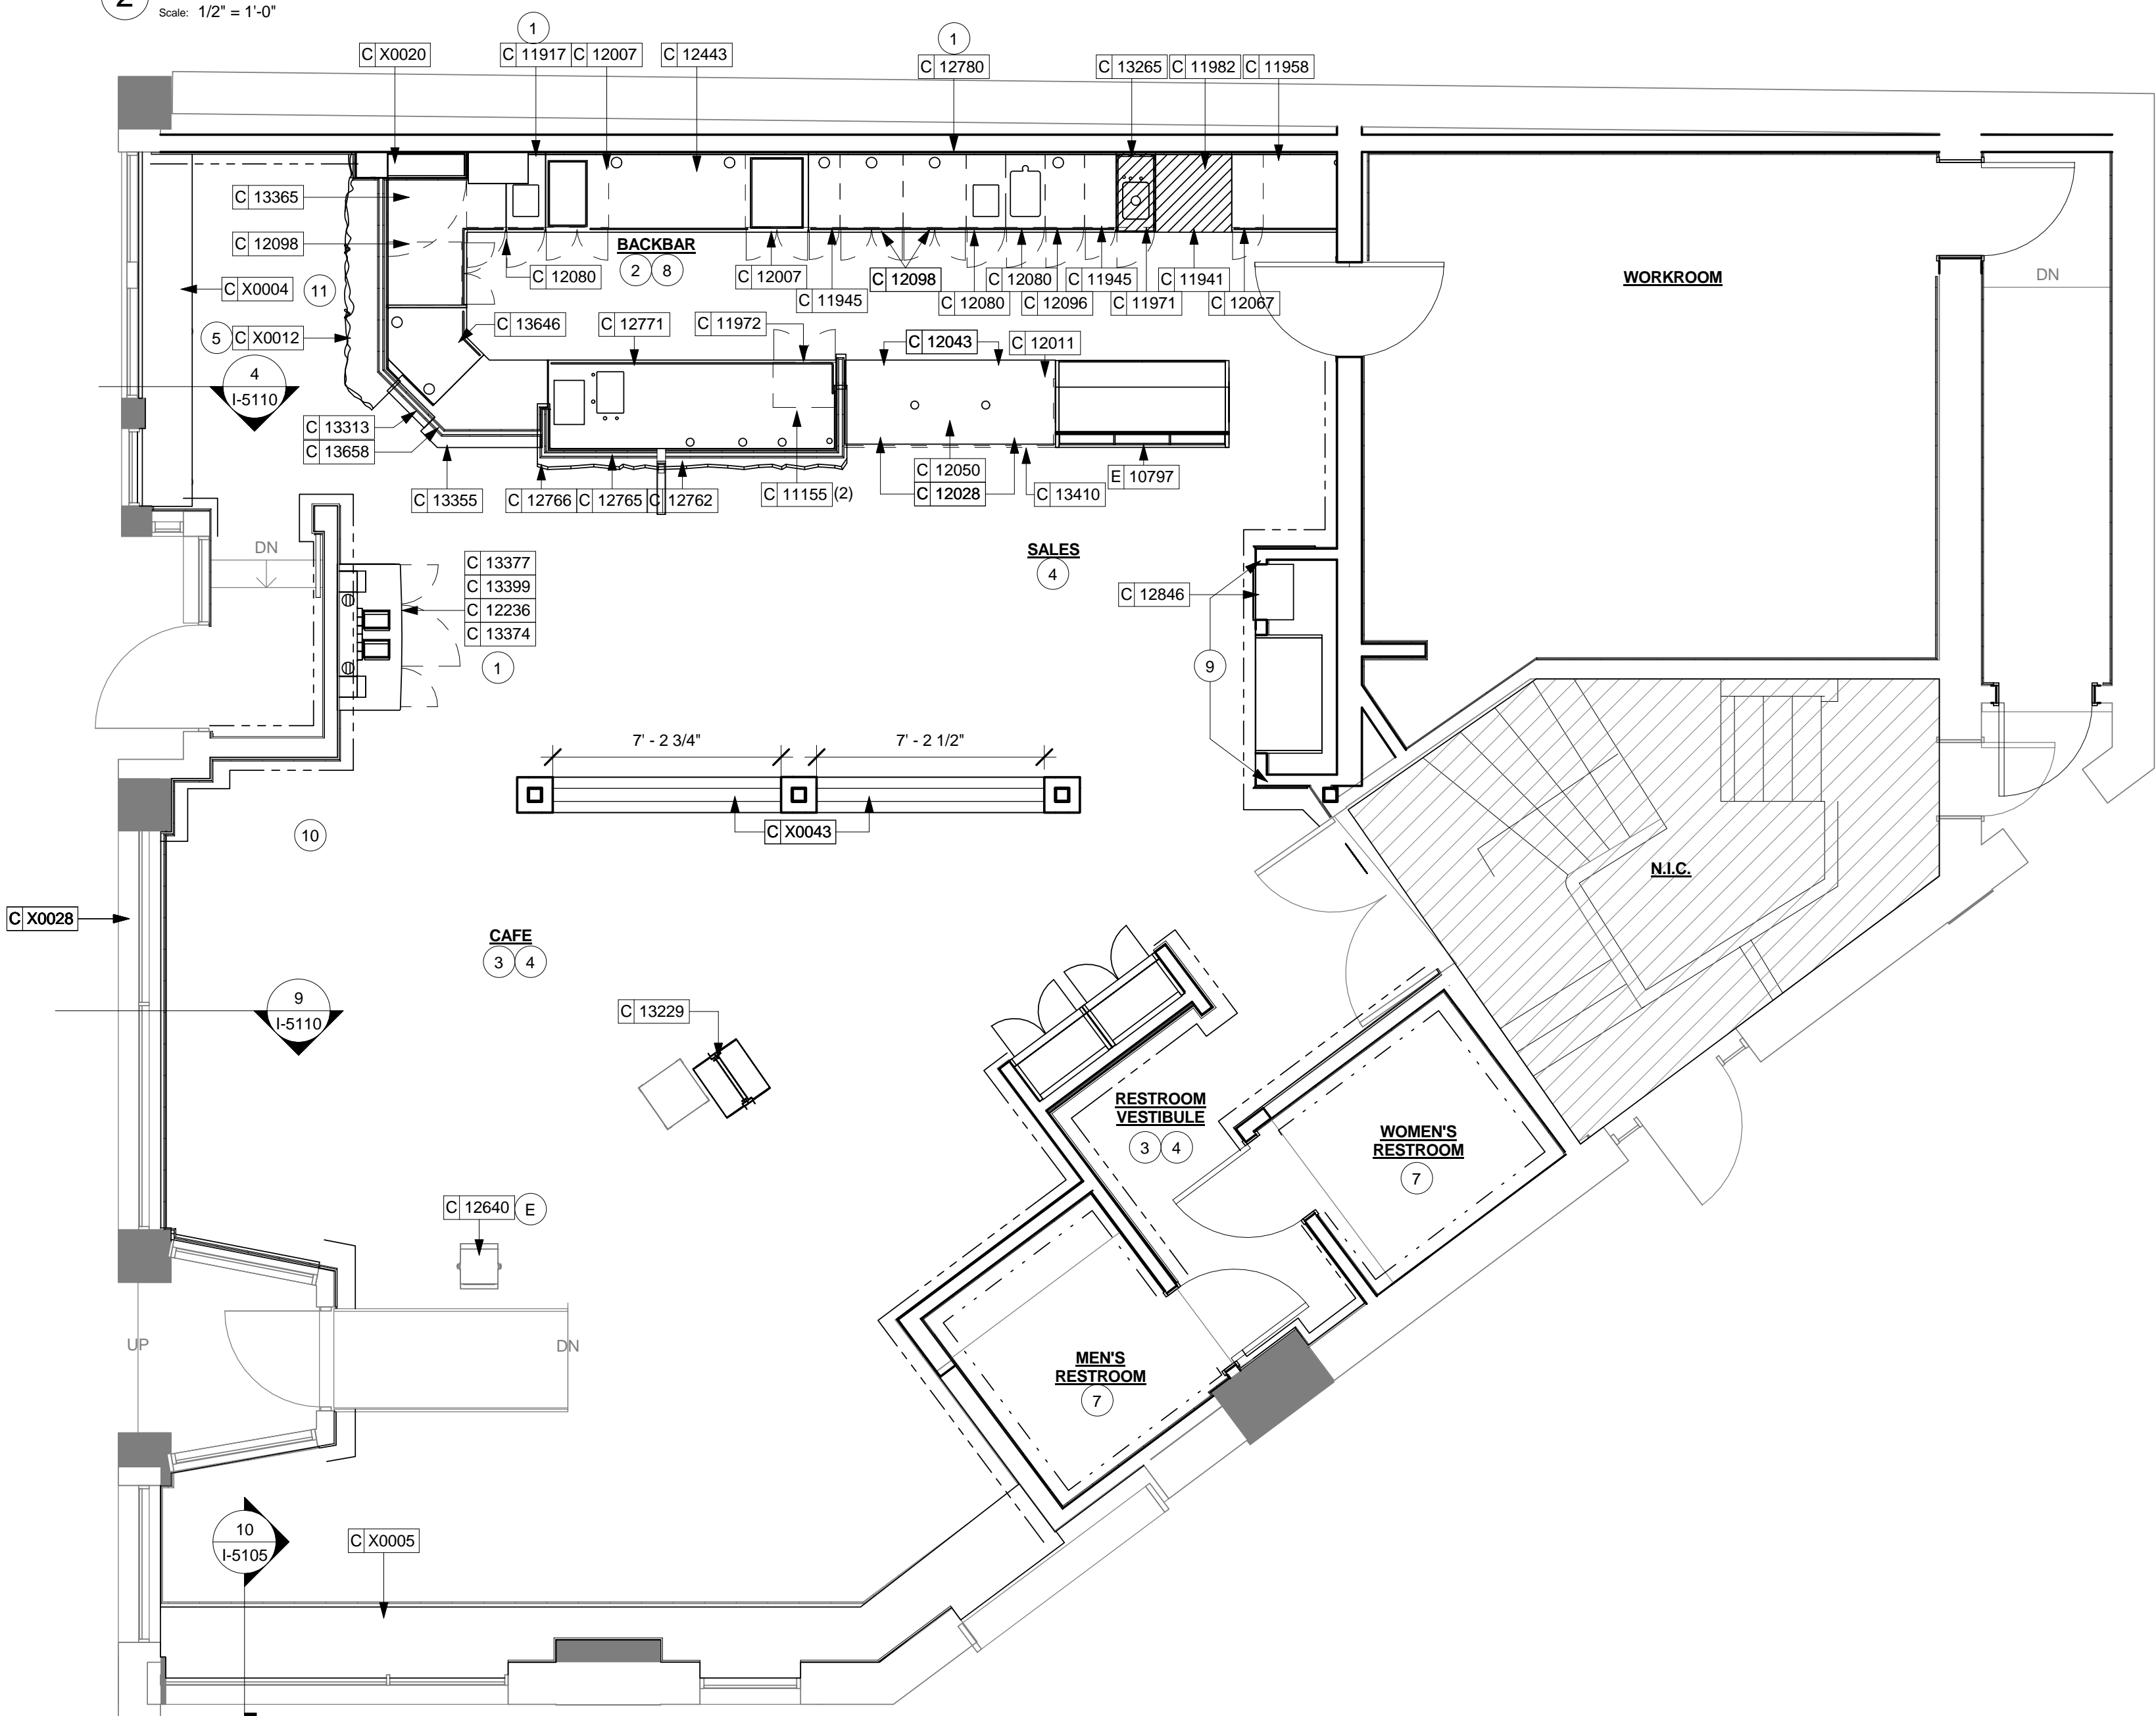 2
Scale: 1/2" = 1'-0"
1
1
C X0020
C 11917
C 12007
C 12443
C 12780
C 13265
C 11982
C 11958
C 13365
C 12098
BACKBAR
2 8
C 12080
C 12007
C 11945
C 12098
C 12080
C 12080
C 12096
C 11945
C 11971
C 11941
C 12067
WORKROOM
DN
C X0004
11
5
C X0012
4
I-5110
C 13646
C 12771
C 11972
C 12043
C 12011
C 13313
C 13658
C 13355
C 12766
C 12765
C 12762
C 11155 (2)
C 12050
C 12028
C 13410
E 10797
DN
SALES
4
C 13377
C 13399
C 12236
C 13374
1
C 12846
9
7' - 2 3/4"
7' - 2 1/2"
C X0043
10
N.I.C.
C X0028
CAFE
3 4
9
I-5110
C 13229
RESTROOM
VESTIBULE
3 4
WOMEN'S
RESTROOM
7
C 12640
E
UP
DN
MEN'S
RESTROOM
7
10
I-5105
C X0005